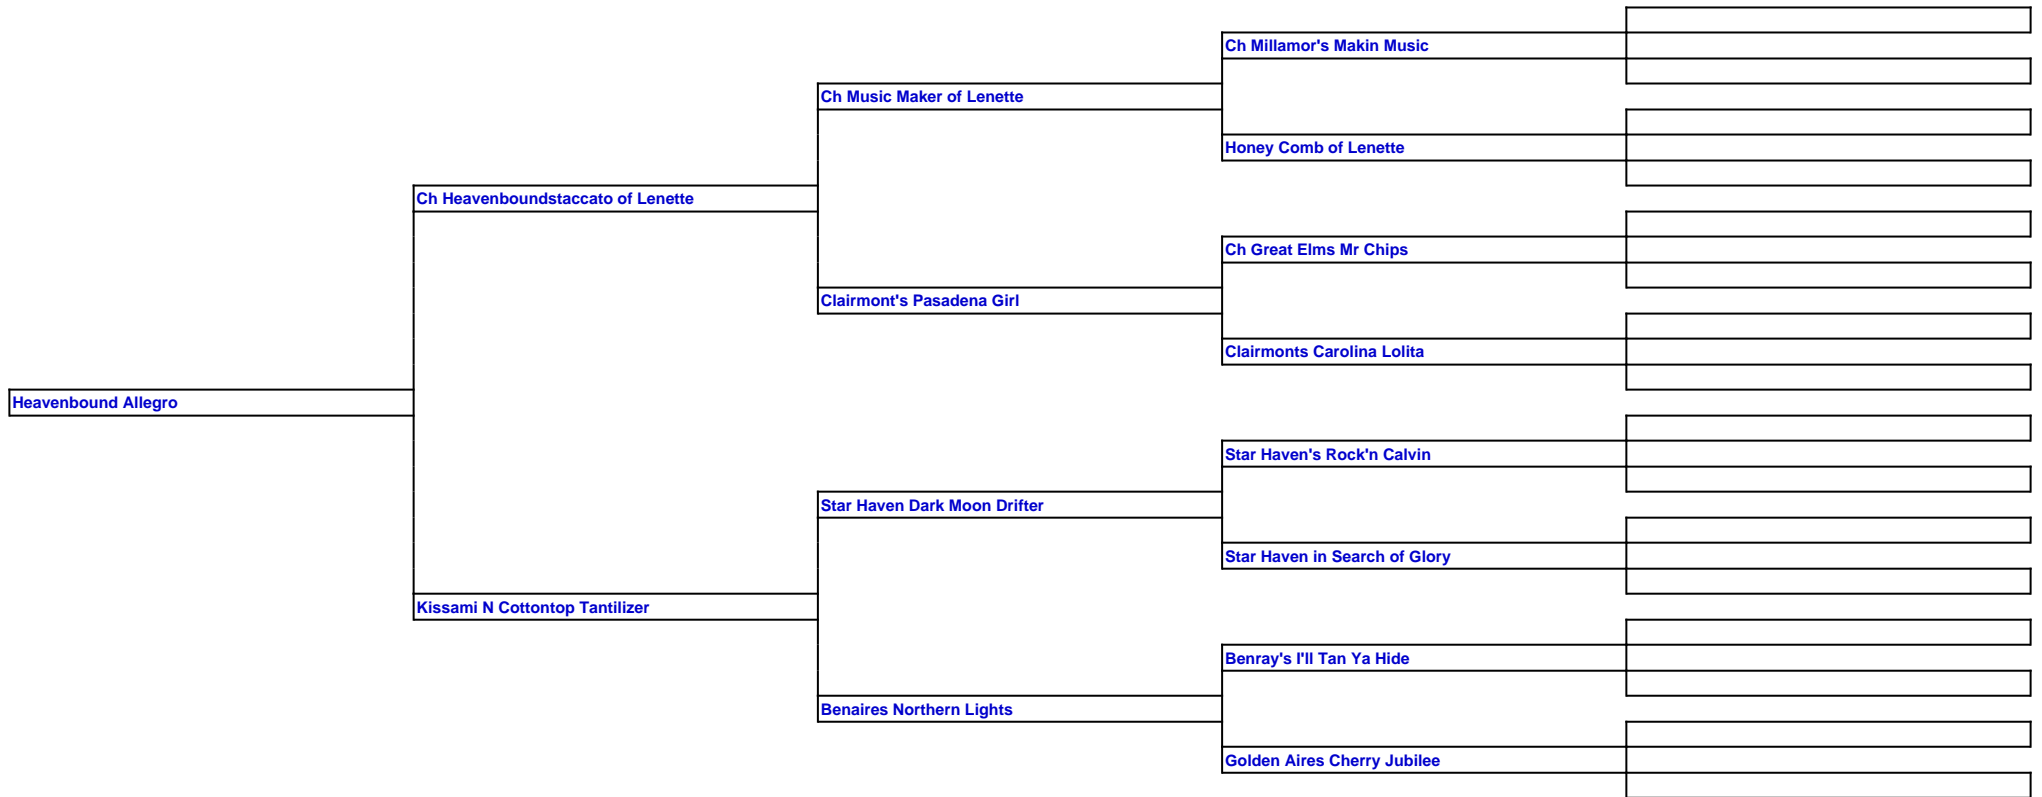 Ch Millamor's Makin Music
Ch Music Maker of Lenette
Honey Comb of Lenette
Ch Heavenboundstaccato of Lenette
Ch Great Elms Mr Chips
Clairmont's Pasadena Girl
Clairmonts Carolina Lolita
Heavenbound Allegro
Star Haven's Rock'n Calvin
Star Haven Dark Moon Drifter
Star Haven in Search of Glory
Kissami N Cottontop Tantilizer
Benray's I'll Tan Ya Hide
Benaires Northern Lights
Golden Aires Cherry Jubilee